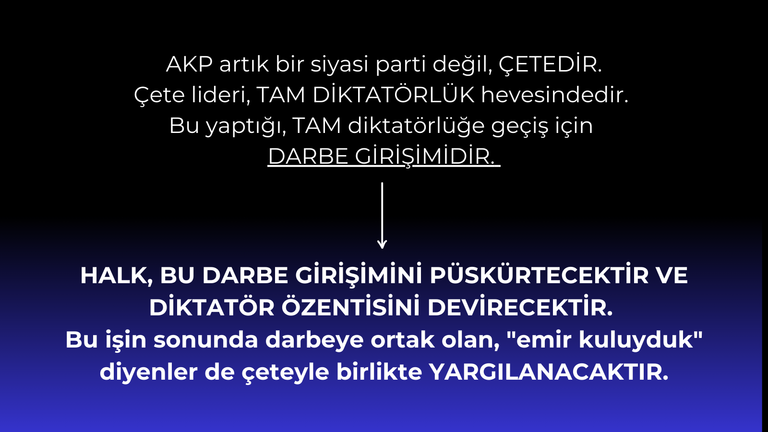 AKP artık bir siyasi parti değil, ÇETEDİR.
Çete lideri, TAM DİKTATÖRLÜK hevesindedir.
Bu yaptığı, TAM diktatörlüğe geçiş için
DARBE GİRİŞİMİDİR.
HALK, BU DARBE GİRİŞİMİNİ PÜSKÜRTECEKTİR VE
DİKTATÖR ÖZENTİSİNİ DEVİRECEKTİR.
Bu işin sonunda darbeye ortak olan, "emir kuluyduk"
diyenler de çeteyle birlikte YARGILANACAKTIR.